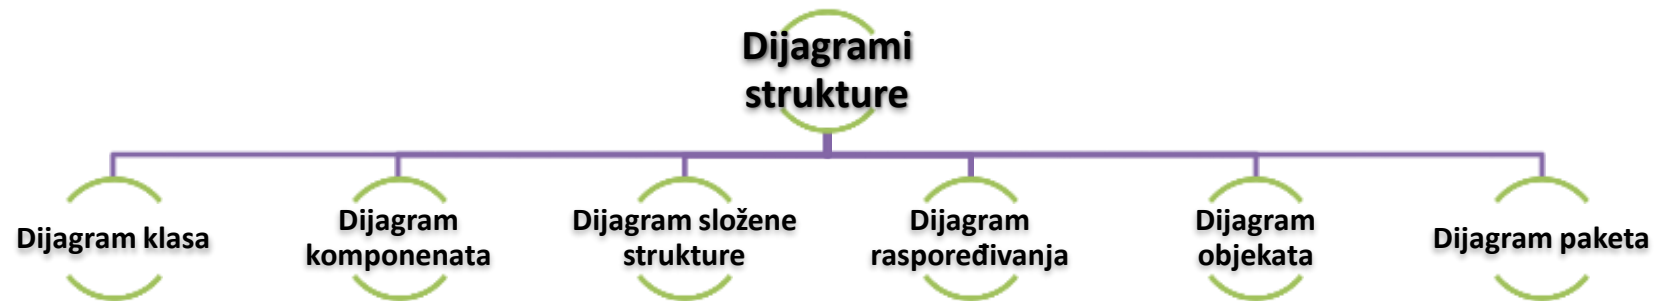 Dijagrami
strukture
Dijagram klasa
Dijagram
komponenata
Dijagram složene
strukture
Dijagram
raspoređivanja
Dijagram
objekata
Dijagram paketa